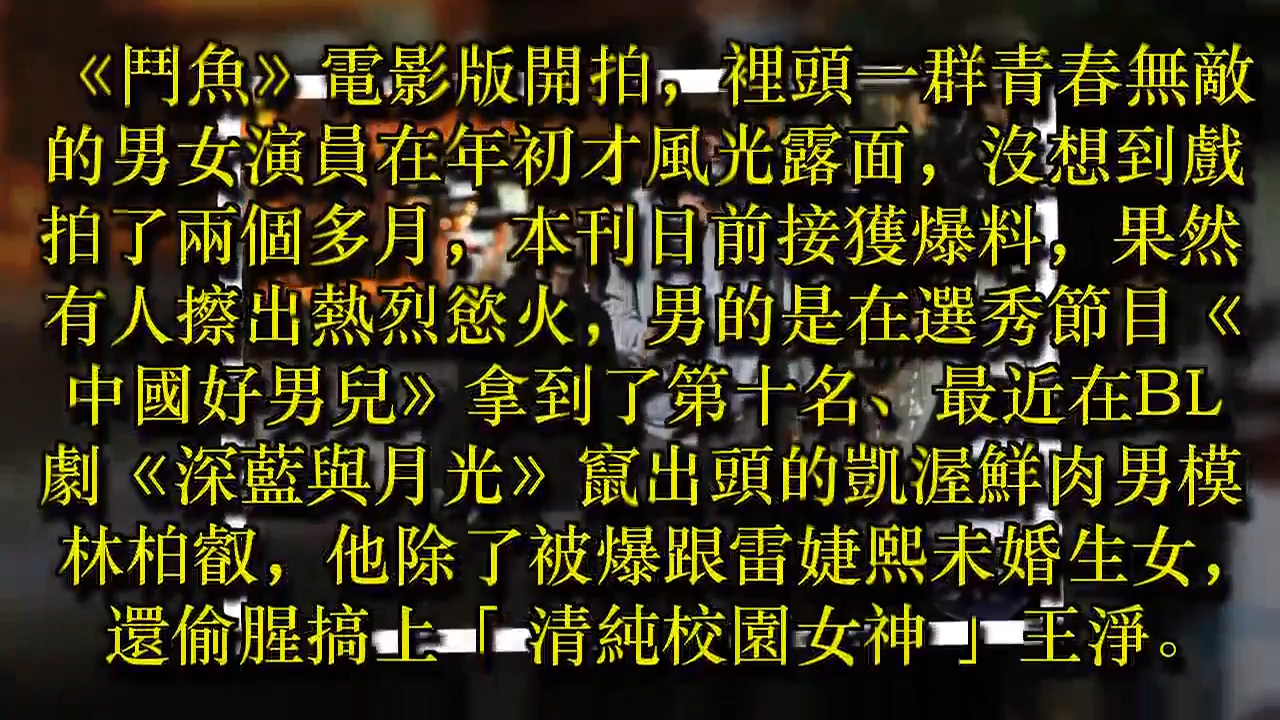 《鬥魚》電影版開拍，裡頭一群青春無敵
的男女演員在年初才風光露面，沒想到戲
拍了兩個多月，本刊日前接獲爆料，果然
有人擦出熱烈慾火，男的是在選秀節目《
中國好男兒》拿到了第十名、最近在BL
劇《深藍與月光》竄出頭的凱渥鮮肉男模
林柏叡，他除了被爆跟雷婕熙未婚生女，
還偷腥搞上「清純校園女神」王淨。